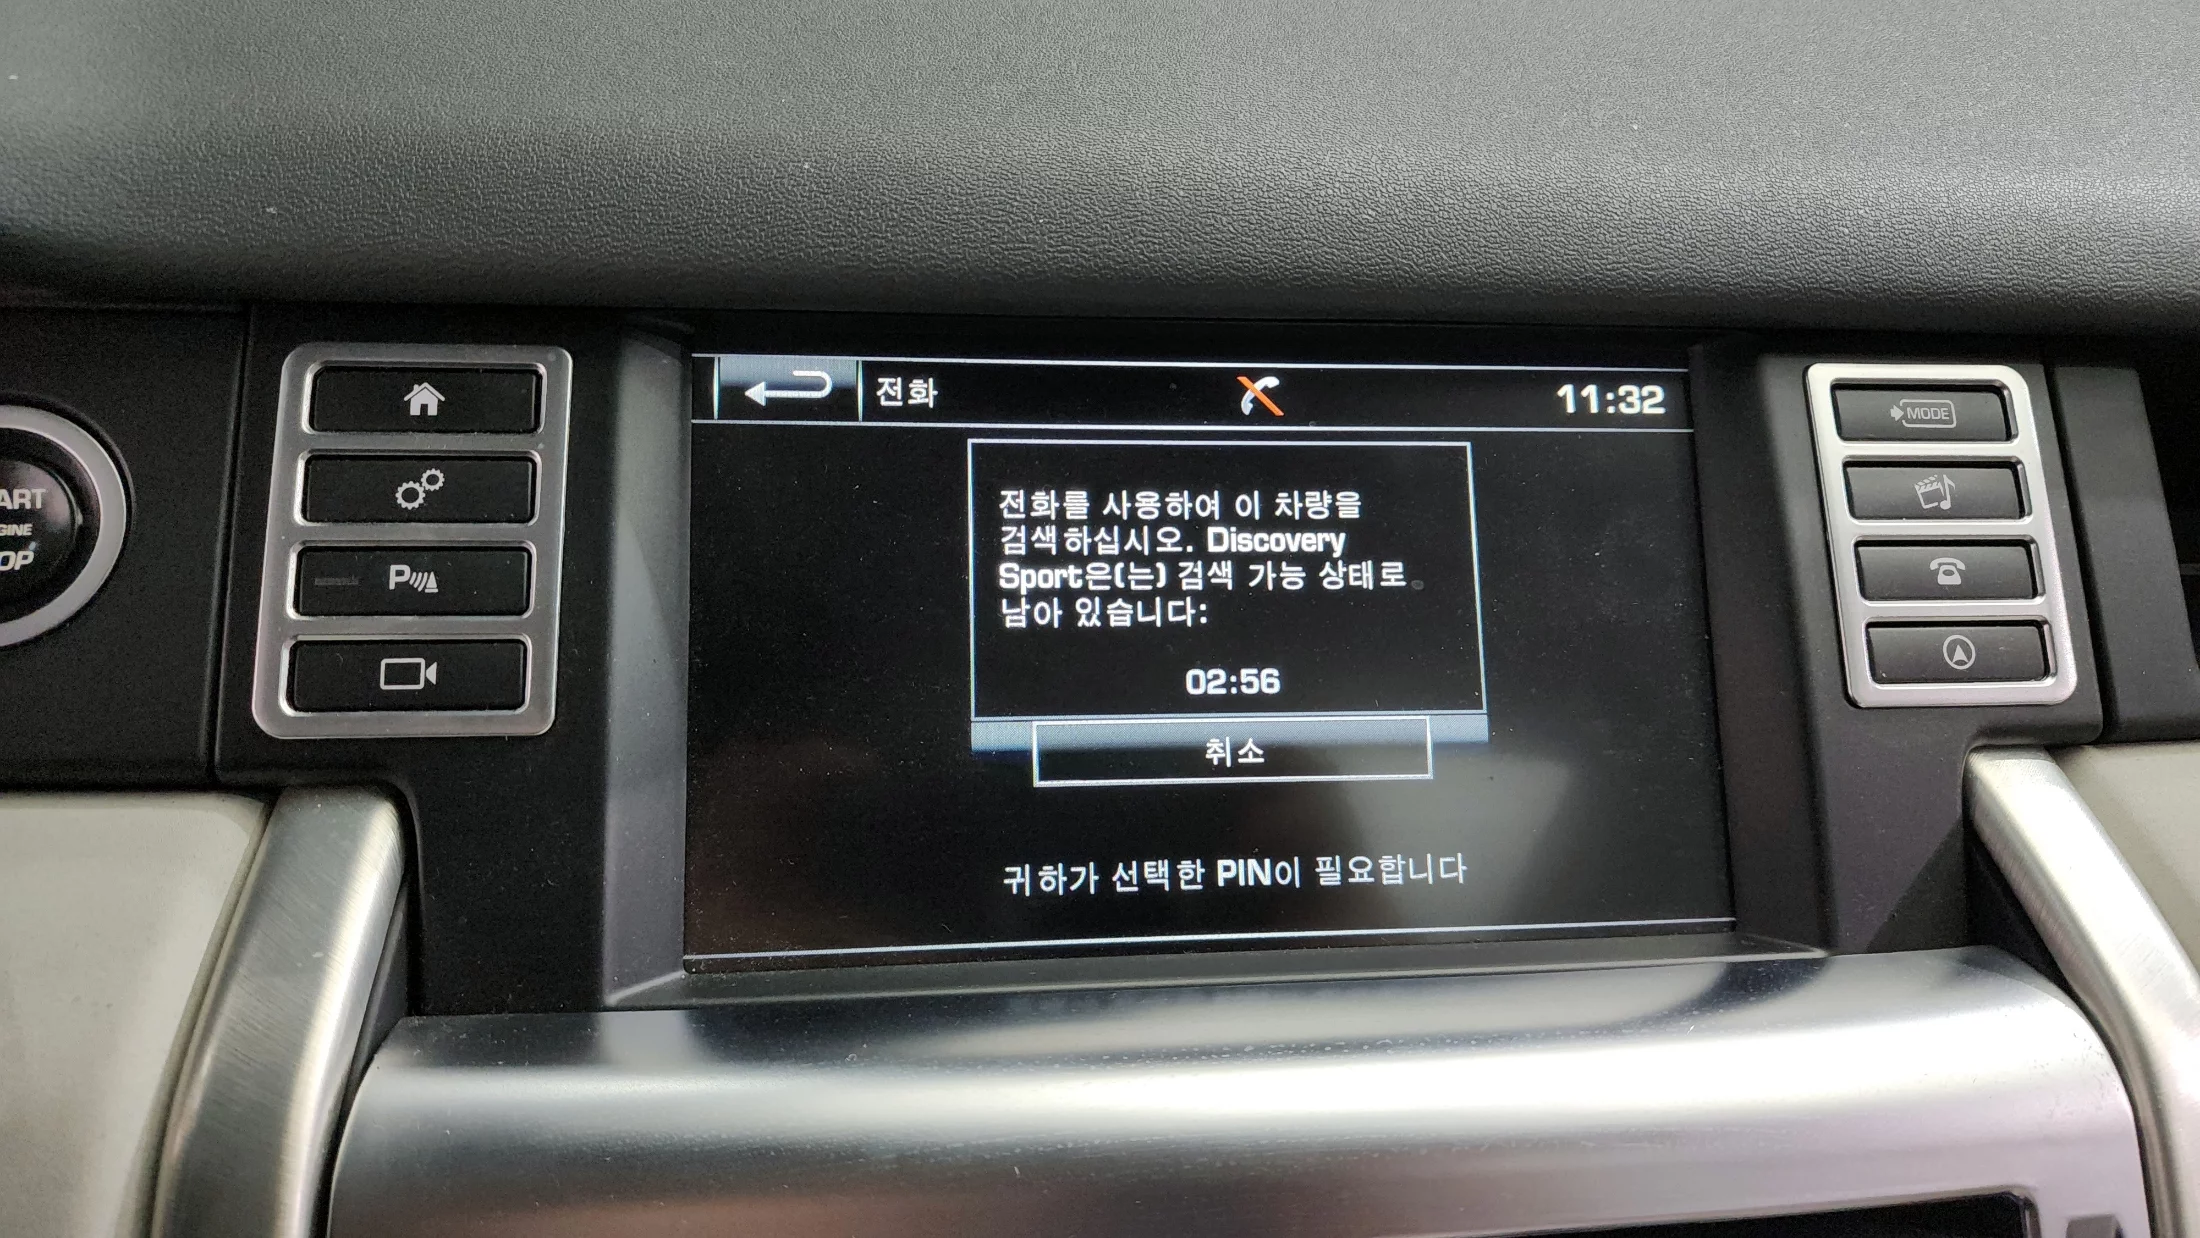 전화
11:32
전화를 사용하여 이 차량을
검색하십시오. Discovery
Sport은(는) 검색 가능 상태로
남아 있습니다:
02:56
취소
귀하가 선택한 PIN이 필요합니다
MODE
P